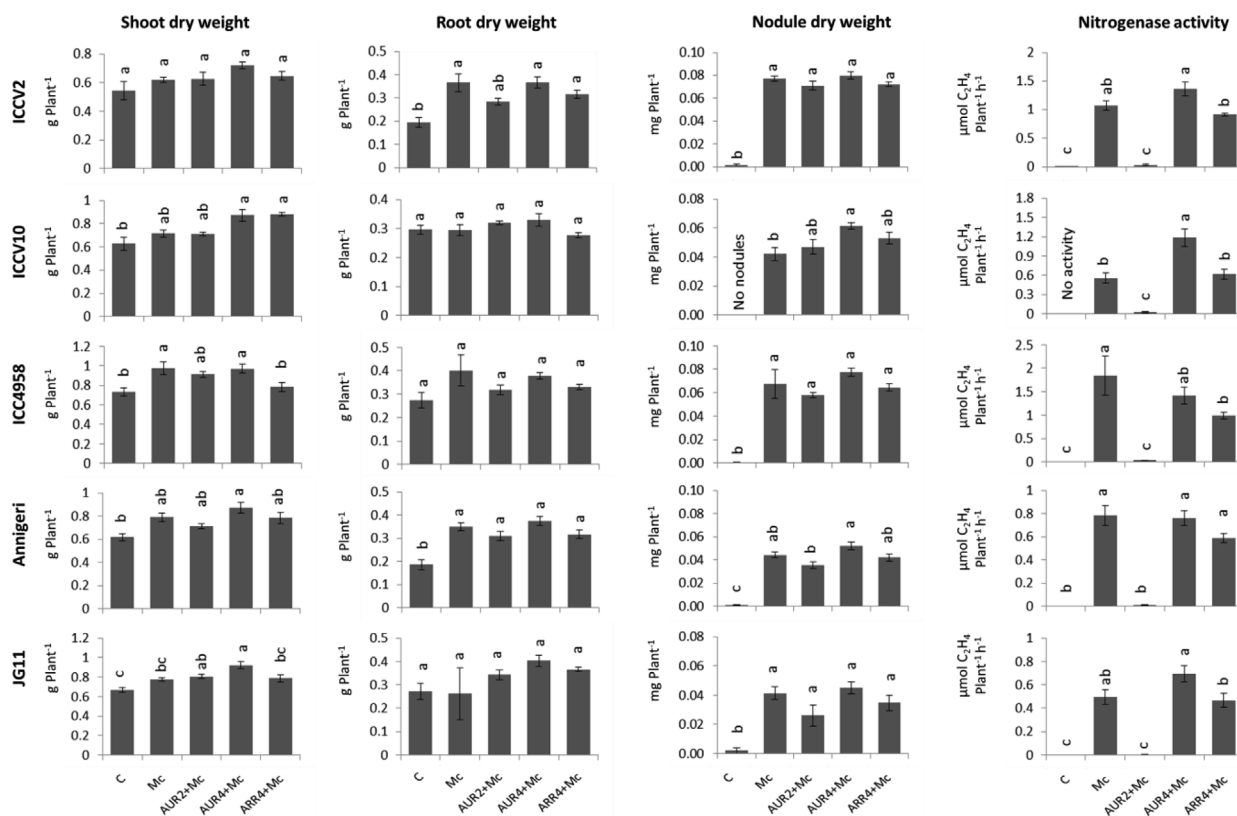 Shoot dry weight Root dry weight Nodule dry weight Nitrogenase activity
ICCV2
g Plant⁻¹
0.8
0.6
0.4
0.2
0
a a a a a
g Plant⁻¹
0.5
0.4
0.3
0.2
0.1
0
b a ab a a
mg Plant⁻¹
0.10
0.08
0.06
0.04
0.02
0.00
b a a a a
µmol C₂H₄
Plant⁻¹ h⁻¹
2
1.5
1
0.5
0
c ab c a b
ICCV10
g Plant⁻¹
1
0.8
0.6
0.4
0.2
0
b ab ab a a
g Plant⁻¹
0.4
0.3
0.2
0.1
0
a a a a a
mg Plant⁻¹
0.08
0.06
0.04
0.02
0.00
No nodules b ab a ab
µmol C₂H₄
Plant⁻¹ h⁻¹
1.8
1.5
1.2
0.9
0.6
0.3
0
No activity b c a b
ICC4958
g Plant⁻¹
1.2
1
0.8
0.6
0.4
0.2
0
b a ab a b
g Plant⁻¹
0.5
0.4
0.3
0.2
0.1
0
a a a a a
mg Plant⁻¹
0.10
0.08
0.06
0.04
0.02
0.00
b a a a a
µmol C₂H₄
Plant⁻¹ h⁻¹
2.5
2
1.5
1
0.5
0
c a c ab b
Annigeri
g Plant⁻¹
1
0.8
0.6
0.4
0.2
0
b ab ab a ab
g Plant⁻¹
0.5
0.4
0.3
0.2
0.1
0
b a a a a
mg Plant⁻¹
0.10
0.08
0.06
0.04
0.02
0.00
c ab b a ab
µmol C₂H₄
Plant⁻¹ h⁻¹
1
0.8
0.6
0.4
0.2
0
b a b a a
JG11
g Plant⁻¹
1.2
1
0.8
0.6
0.4
0.2
0
c bc ab a bc
g Plant⁻¹
0.5
0.4
0.3
0.2
0.1
0
a a a a a
mg Plant⁻¹
0.08
0.06
0.04
0.02
0.00
b a a a a
µmol C₂H₄
Plant⁻¹ h⁻¹
1
0.8
0.6
0.4
0.2
0
c ab c a b
C Mc AUR2+Mc AUR4+Mc ARR4+Mc
C Mc AUR2+Mc AUR4+Mc ARR4+Mc
C Mc AUR2+Mc AUR4+Mc ARR4+Mc
C Mc AUR2+Mc AUR4+Mc ARR4+Mc